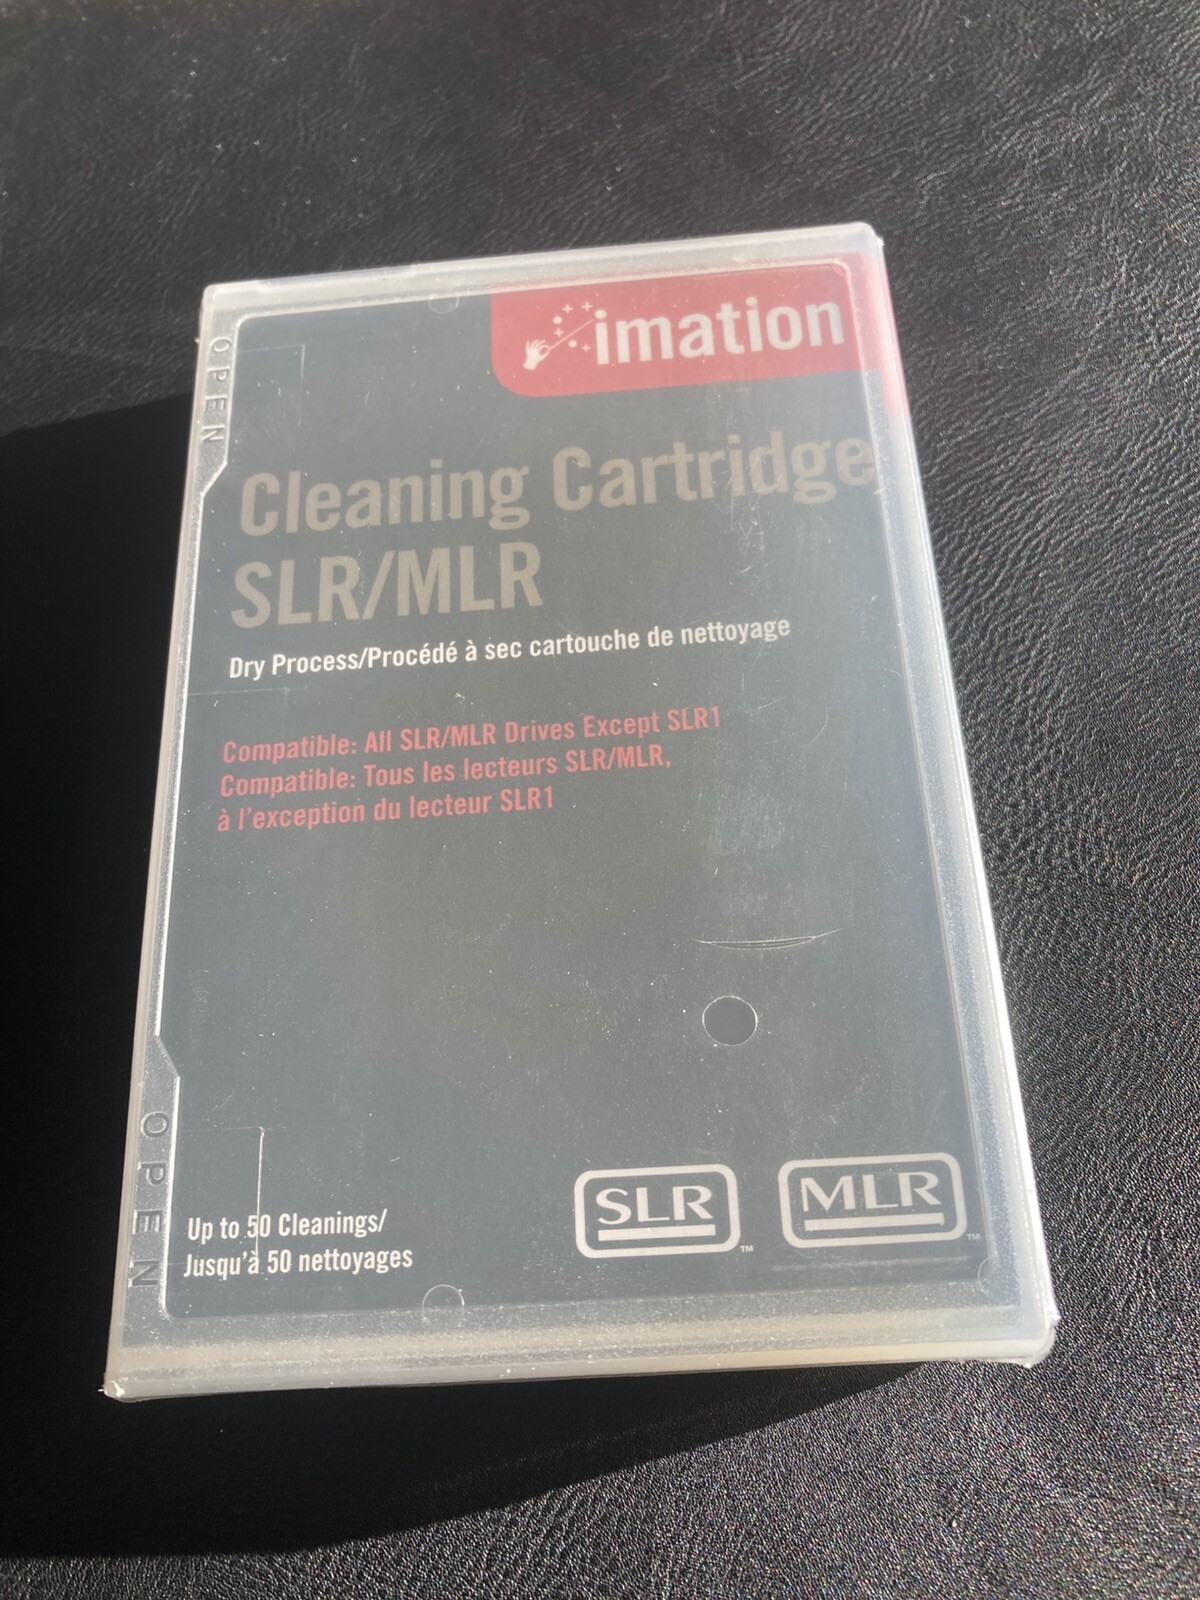 imation
OPEN
Cleaning Cartridge
SLR/MLR
Dry Process/Procédé à sec cartouche de nettoyage
Compatible: All SLR/MLR Drives Except SLR1
Compatible: Tous les lecteurs SLR/MLR,
à l'exception du lecteur SLR1
OPEN
Up to 50 Cleanings/
Jusqu'à 50 nettoyages
SLR™
MLR™